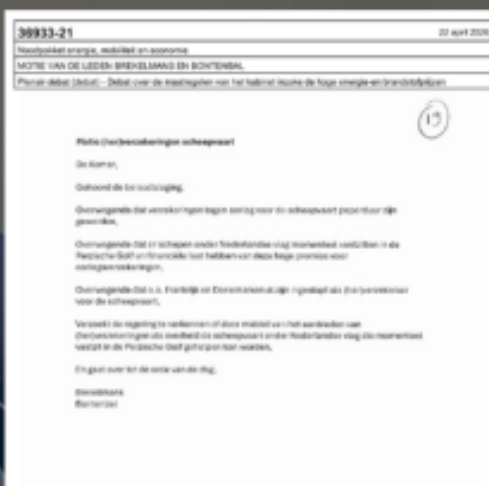 36933-21
22 april 2026
Noodpakket energie, mobiliteit en economie
MOTIE VAN DE LEDEN BREKELMANS EN BONTENBAL
Plenair debat (debat) - Debat over de maatregelen van het kabinet inzake de hoge energie- en brandstofprijzen
Motie (her)verzekeringen scheepvaart
De Kamer,
Gehoord de beraadslaging,
Overwegende dat verzekeringen tegen oorlog voor de scheepvaart peperduur zijn
geworden,
Overwegende dat er schepen onder Nederlandse vlag momenteel vastzitten in de
Perzische Golf en financiële last hebben van deze hoge premies voor
oorlogsverzekeringen,
Overwegende dat o.a. Frankrijk en Denemarken al zijn ingestapt als (her)verzekeraar
voor de scheepvaart,
Verzoekt de regering te verkennen of door middel van het aanbieden van
(her)verzekeringen als overheid de scheepvaart onder Nederlandse vlag die momenteel
vastzit in de Perzische Golf geholpen kan worden,
En gaat over tot de orde van de dag,
Brekelmans
Bontenbal